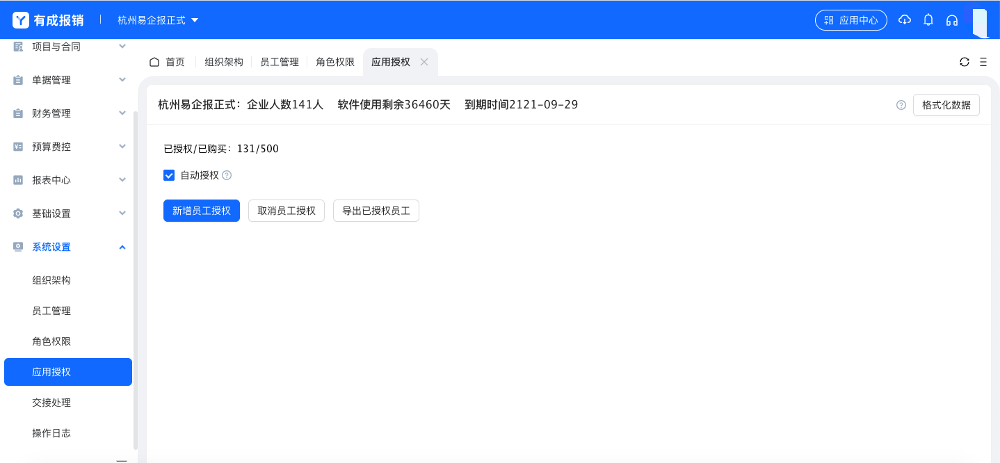 有成报销
杭州易企报正式
应用中心
项目与合同
单据管理
财务管理
预算费控
报表中心
基础设置
系统设置
组织架构
员工管理
角色权限
应用授权
交接处理
操作日志
首页 组织架构 员工管理 角色权限 应用授权
杭州易企报正式：企业人数141人 软件使用剩余36460天 到期时间2121-09-29
格式化数据
已授权/已购买：131/500
自动授权
新增员工授权 取消员工授权 导出已授权员工